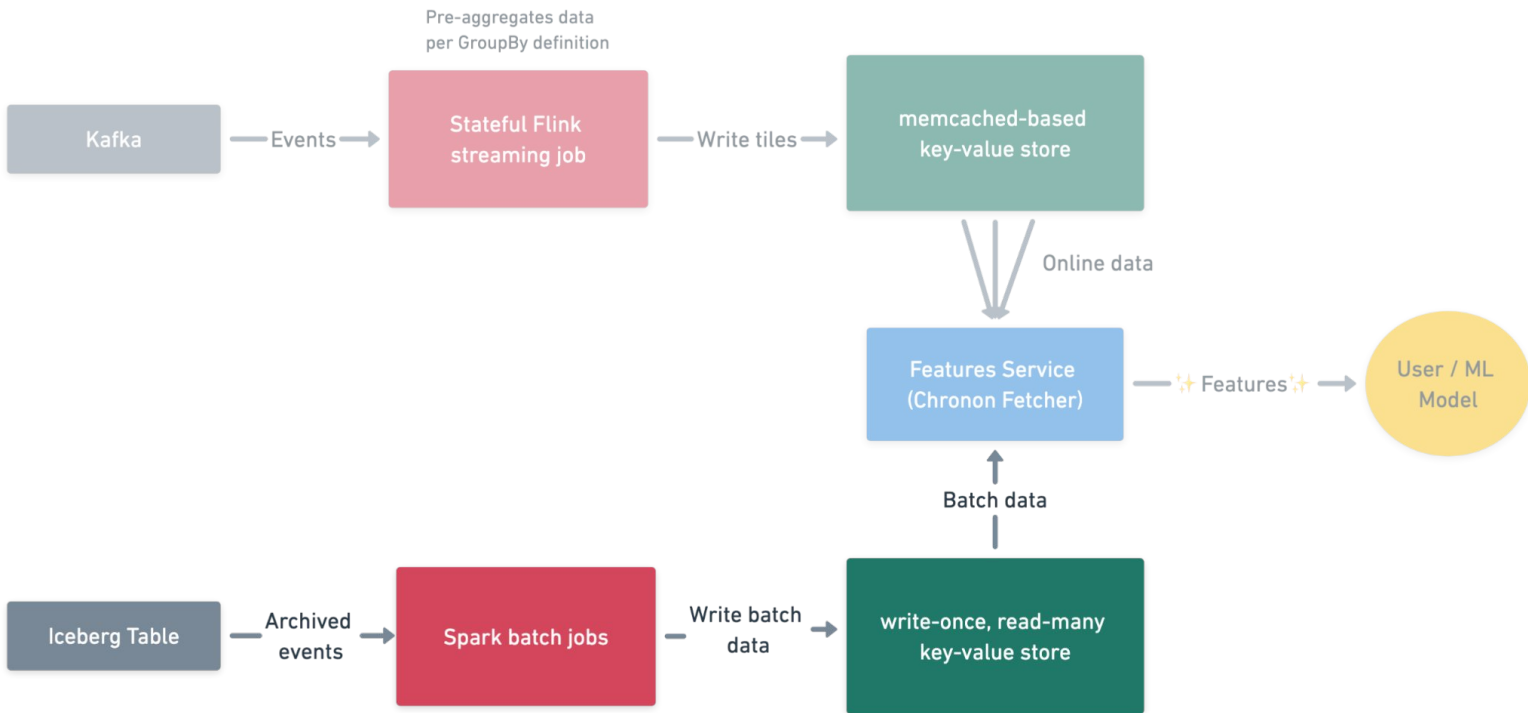 Pre-aggregates data
per GroupBy definition
Kafka
Events
Stateful Flink
streaming job
Write tiles
memcached-based
key-value store
Online data
Features Service
(Chronon Fetcher)
✨ Features✨
User / ML
Model
Batch data
Iceberg Table
Archived
events
Spark batch jobs
Write batch
data
write-once, read-many
key-value store